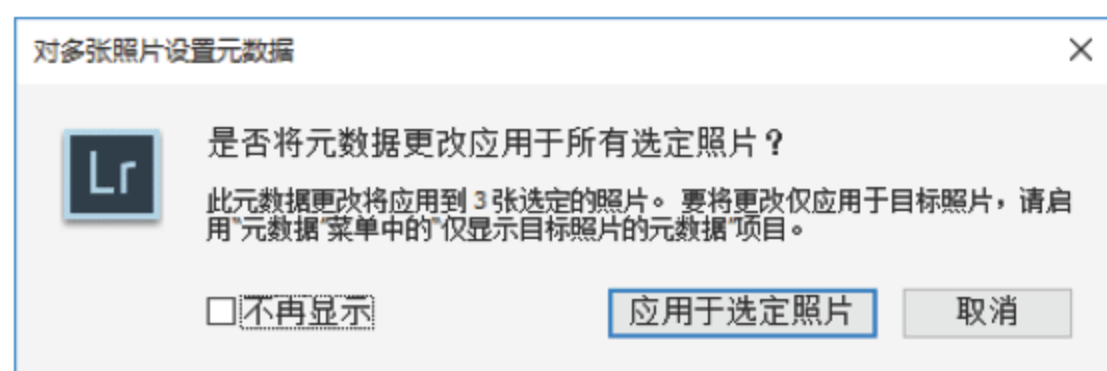 对多张照片设置元数据
Lr
是否将元数据更改应用于所有选定照片？
此元数据更改将应用到 3 张选定的照片。 要将更改仅应用于目标照片，请启
用"元数据"菜单中的"仅显示目标照片的元数据"项目。
不再显示
应用于选定照片
取消